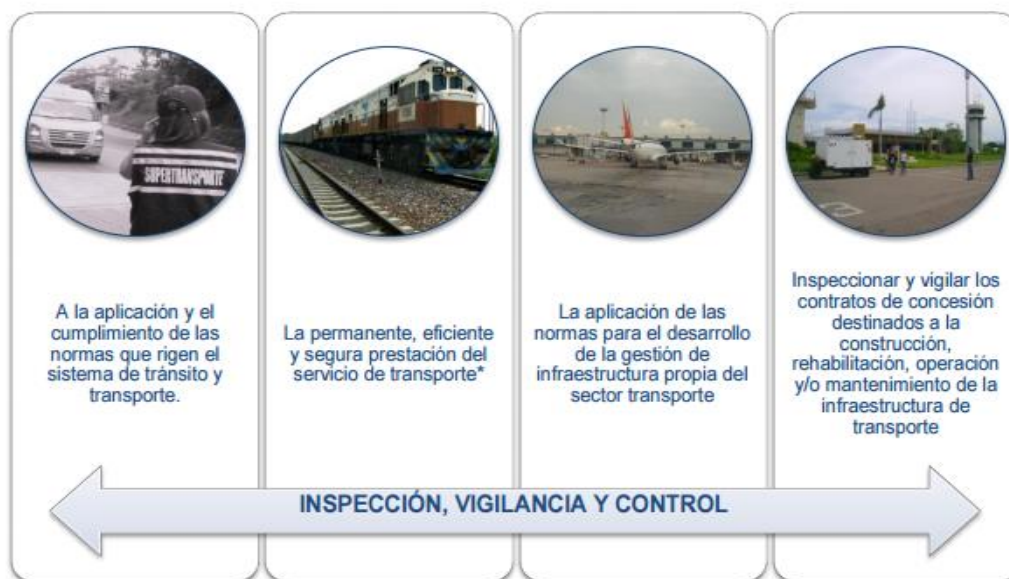 SUPERTRANSPORTE
A la aplicación y el
cumplimiento de las
normas que rigen el
sistema de tránsito y
transporte.
La permanente, eficiente
y segura prestación del
servicio de transporte*
La aplicación de las
normas para el desarrollo
de la gestión de
infraestructura propia del
sector transporte
Inspeccionar y vigilar los
contratos de concesión
destinados a la
construcción,
rehabilitación, operación
y/o mantenimiento de la
infraestructura de
transporte
INSPECCIÓN, VIGILANCIA Y CONTROL